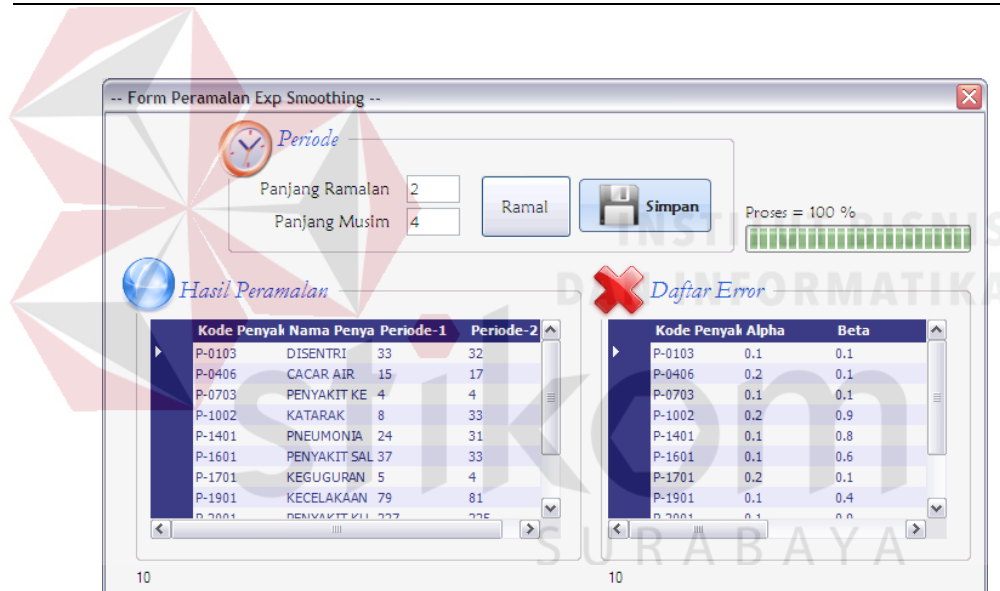 -- Form Peramalan Exp Smoothing --
Periode
Panjang Ramalan 2
Panjang Musim 4
Ramal
Simpan
Proses = 100 %
INSTITUT BISNIS
DAN INFORMATIKA
stikom
SURABAYA
Hasil Peramalan
Kode Penyak Nama Penya Periode-1 Periode-2
P-0103 DISENTRI 33 32
P-0406 CACAR AIR 15 17
P-0703 PENYAKIT KE 4 4
P-1002 KATARAK 8 33
P-1401 PNEUMONIA 24 31
P-1601 PENYAKIT SAL 37 33
P-1701 KEGUGURAN 5 4
P-1901 KECELAKAAN 79 81
10
Daftar Error
Kode Penyak Alpha Beta
P-0103 0.1 0.1
P-0406 0.2 0.1
P-0703 0.1 0.1
P-1002 0.2 0.9
P-1401 0.1 0.8
P-1601 0.1 0.6
P-1701 0.2 0.1
P-1901 0.1 0.4
10